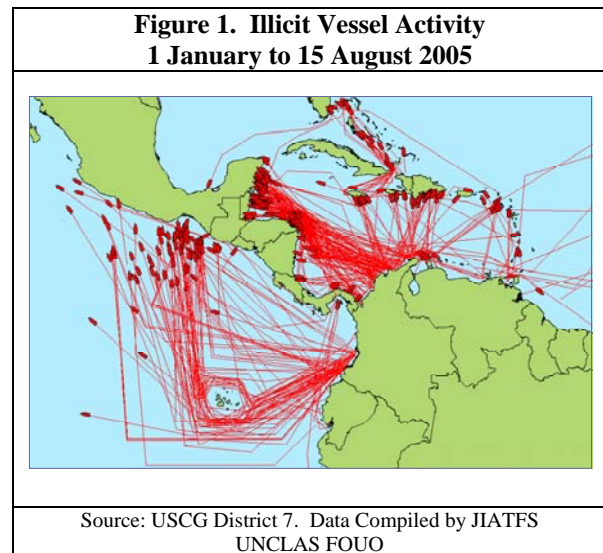 Figure 1.  Illicit Vessel Activity
1 January to 15 August 2005
Source: USCG District 7.  Data Compiled by JIATFS
UNCLAS FOUO